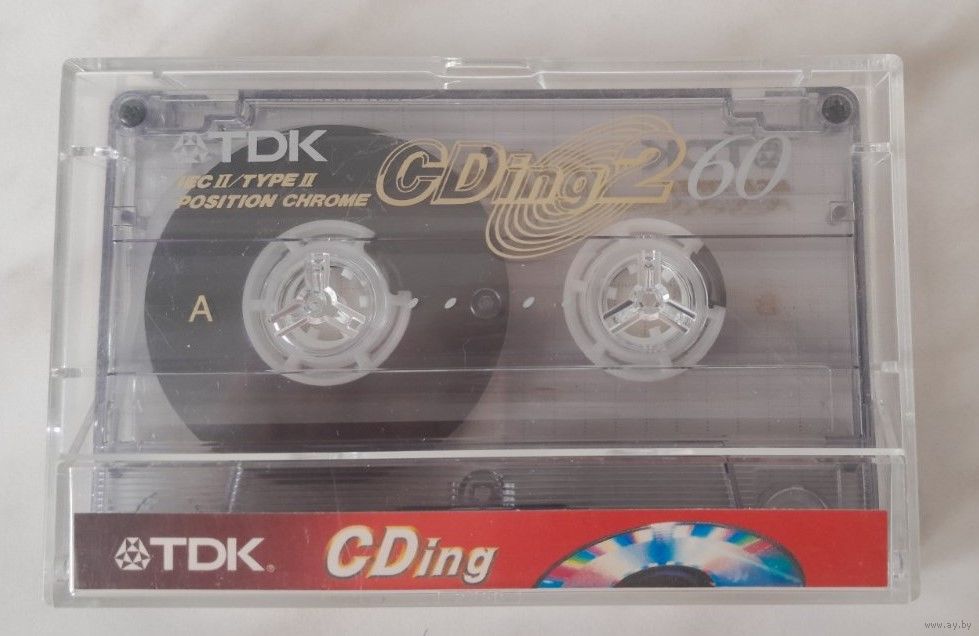 TDK CDing2 60
IEC II/TYPE II
POSITION CHROME
A
TDK® CDing
www.ay.by